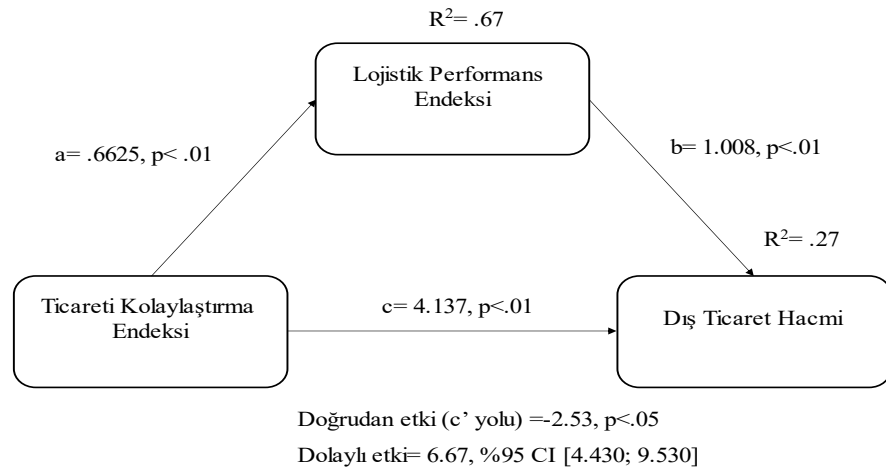 R²= .67
Lojistik Performans
Endeksi
a= .6625, p< .01
b= 1.008, p<.01
R²= .27
Ticareti Kolaylaştırma
Endeksi
c= 4.137, p<.01
Dış Ticaret Hacmi
Doğrudan etki (c’ yolu) =-2.53, p<.05
Dolaylı etki= 6.67, %95 CI [4.430; 9.530]